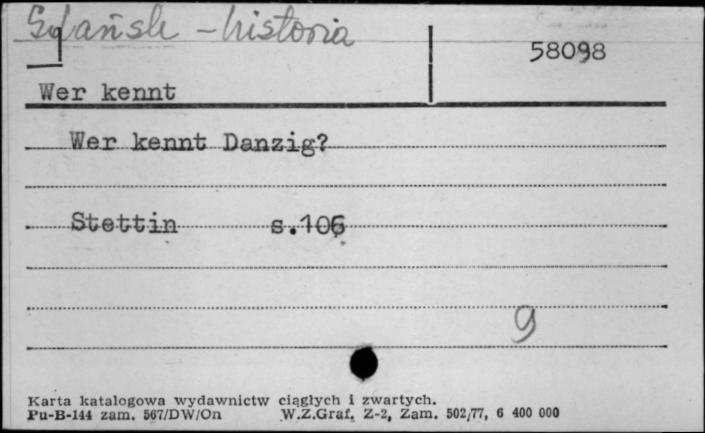 Gdańsk - historia
58098
Wer kennt
Wer kennt Danzig?
Stettin s.106
9
Karta katalogowa wydawnictw ciągłych i zwartych.
Pu-B-144 zam. 567/DW/On W.Z.Graf. Z-2, Zam. 502/77, 6 400 000